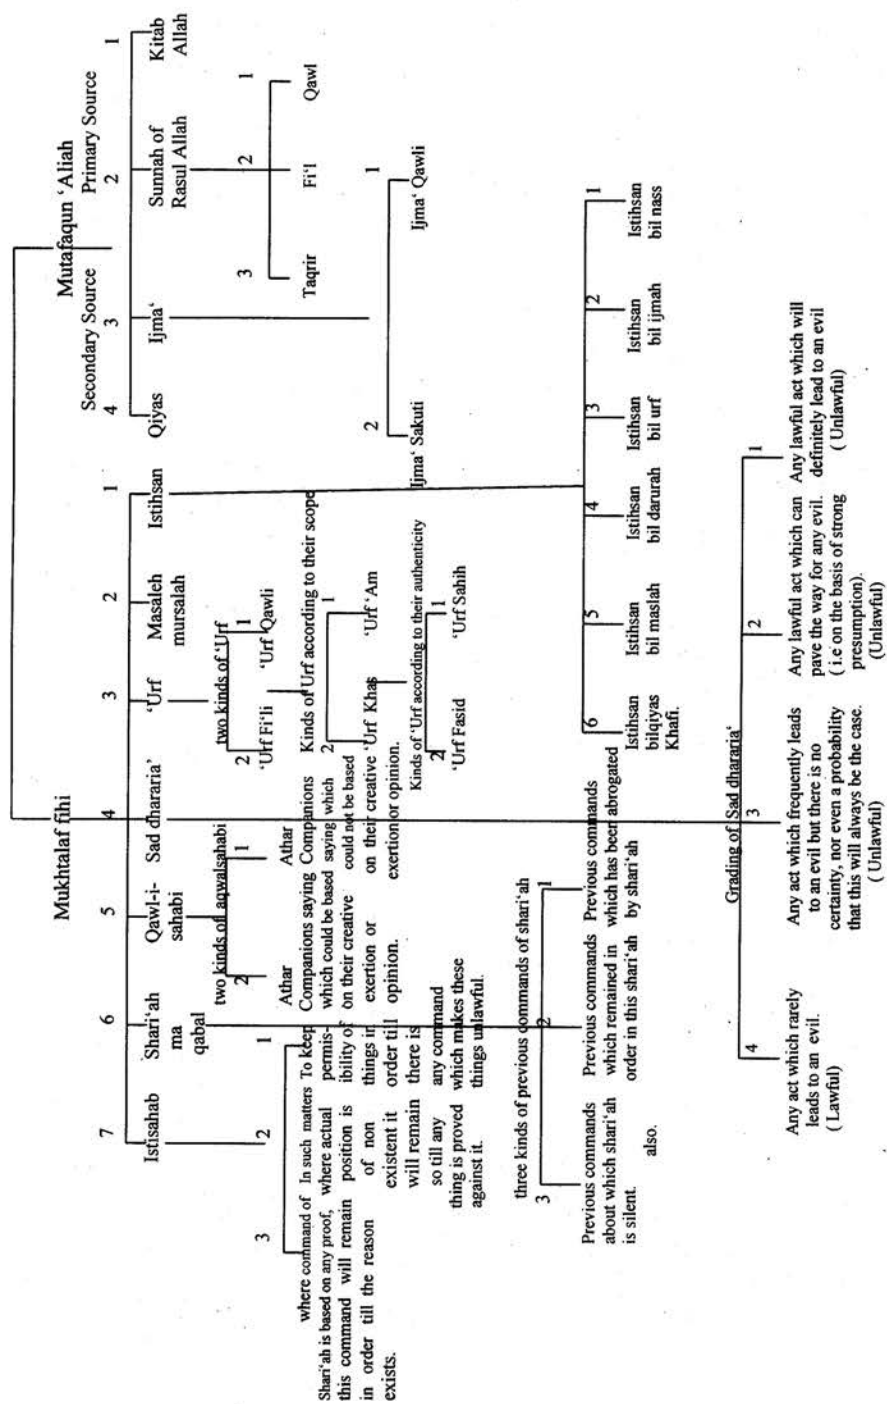 Mukhtalaf fihi
Mutafaqun ‘Aliah
Secondary Source
Primary Source
7
6
5
4
3
2
1
4
3
2
1
Istisahab
Shari‘ah
ma
qabal
Qawl-i-
sahabi
Sad dhararia’
‘Urf
Masaleh
mursalah
Istihsan
Qiyas
Ijma‘
Sunnah of
Rasul Allah
Kitab
Allah
3
2
1
Taqrir
Fi‘l
Qawl
2
1
Ijma‘ Sakuti
Ijma‘ Qawli
two kinds of ‘Urf
2
1
‘Urf Fi‘li
‘Urf Qawli
Kinds of Urf according to their scope
2
1
‘Urf Khas
‘Urf ‘Am
Kinds of ‘Urf according to their authenticity
2
1
‘Urf Fasid
‘Urf Sahih
two kinds of aqwalsahabi
2
1
Athar
Companions saying
which could be based
on their creative
exertion or
opinion.
Athar
Companions
saying which
could not be based
on their creative
exertion or opinion.
3
2
1
where command of
Shari‘ah is based on any proof,
this command will remain
in order till the reason
exists.
In such matters
where actual
position is
of non
existent it
will remain
so till any
thing is proved
against it.
To keep
permis-
ibility of
things in
order till
there is
any command
which makes these
things unlawful.
three kinds of previous commands of shari‘ah
3
2
1
Previous commands
about which shari‘ah
is silent.
Previous commands
which remained in
order in this shari‘ah
also.
Previous commands
which has been abrogated
by shari‘ah
6
5
4
3
2
1
Istihsan
bilqiyas
Khafi.
Istihsan
bil maslah
Istihsan
bil darurah
Istihsan
bil urf
Istihsan
bil ijmah
Istihsan
bil nass
Grading of Sad dhararia‘
4
3
2
1
Any act which rarely
leads to an evil.
( Lawful)
Any act which frequently leads
to an evil but there is no
certainty, nor even a probability
that this will always be the case.
( Unlawful)
Any lawful act which can
pave the way for any evil.
( i.e on the basis of strong
presumption).
(Unlawful)
Any lawful act which will
definitely lead to an evil
( Unlawful)